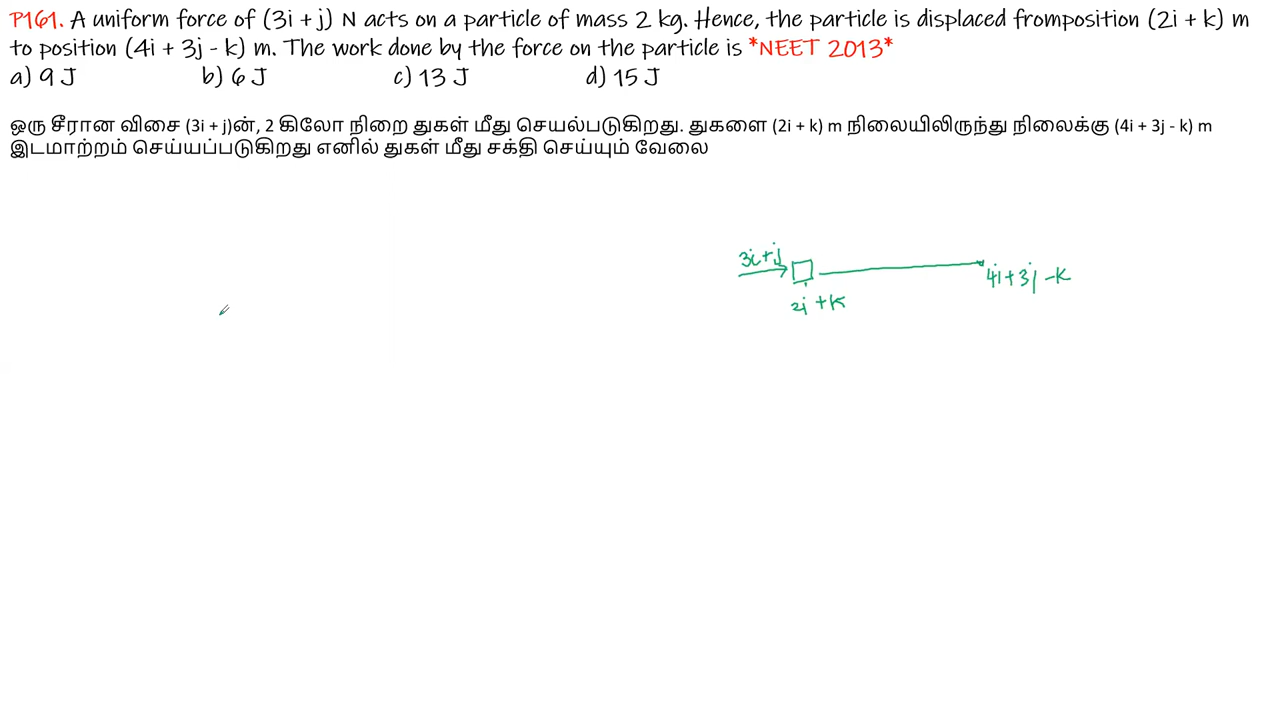 P161. A uniform force of (3i + j) N acts on a particle of mass 2 kg. Hence, the particle is displaced fromposition (2i + k) m
to position (4i + 3j - k) m. The work done by the force on the particle is *NEET 2013*
a) 9 J b) 6 J c) 13 J d) 15 J
ஒரு சீரான விசை (3i + j)ன், 2 கிலோ நிறை துகள் மீது செயல்படுகிறது. துகளை (2i + k) m நிலையிலிருந்து நிலைக்கு (4i + 3j - k) m
இடமாற்றம் செய்யப்படுகிறது எனில் துகள் மீது சக்தி செய்யும் வேலை
3i+j
4i+3j -k
2i +k